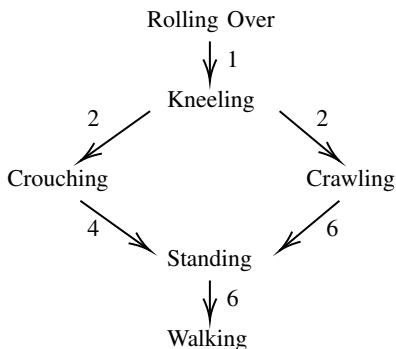 Rolling Over
1
Kneeling
2 2
Crouching Crawling
4 6
Standing
6
Walking